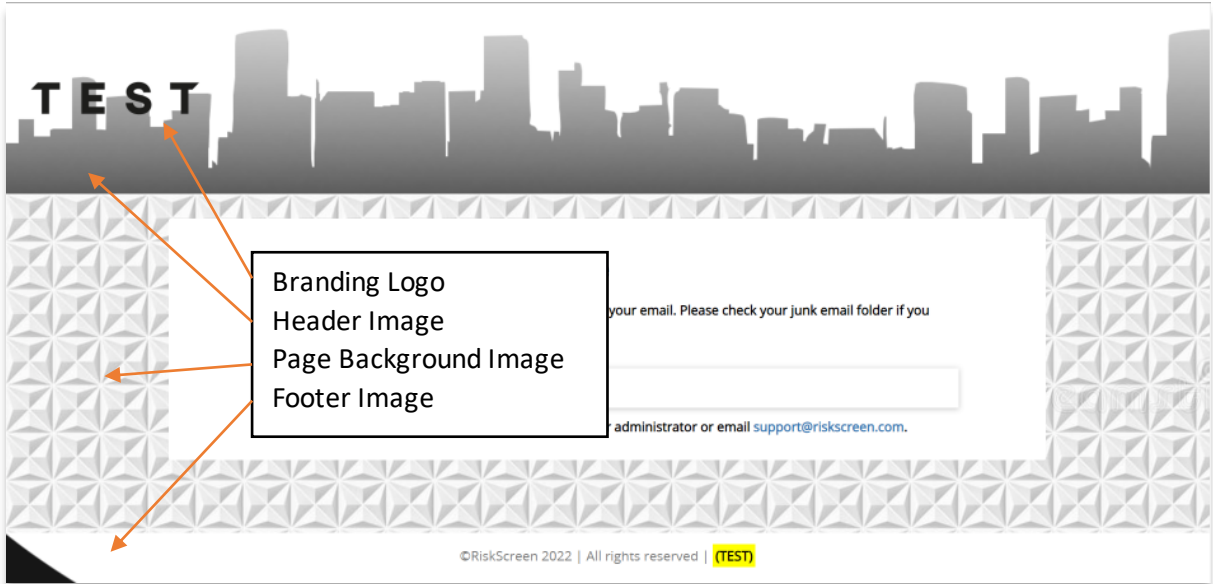 TEST
Branding Logo
Header Image
Page Background Image
Footer Image
your email. Please check your junk email folder if you
administrator or email support@riskscreen.com.
©RiskScreen 2022 | All rights reserved | (TEST)